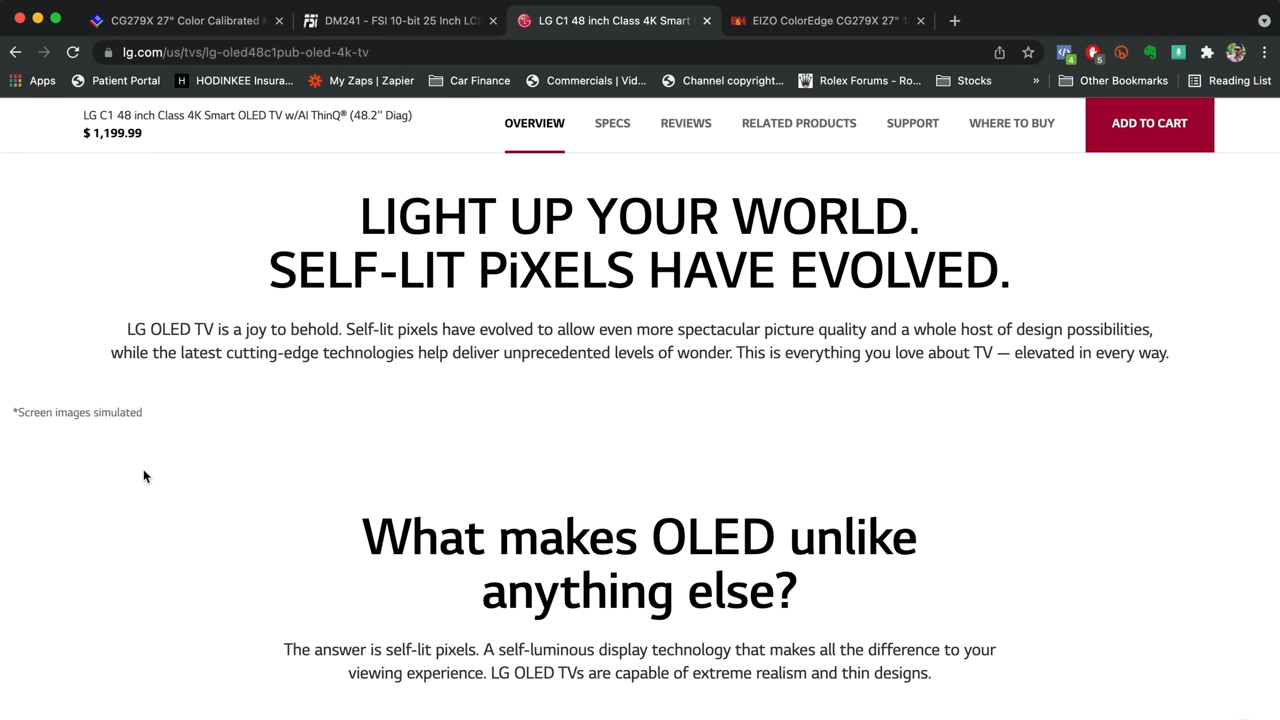 CG279X 27" Color Calibrated
DM241 - FSI 10-bit 25 Inch LC
LG C1 48 inch Class 4K Smart
EIZO ColorEdge CG279X 27"
lg.com/us/tvs/lg-oled48c1pub-oled-4k-tv
4
5
Apps
Patient Portal
H
HODINKEE Insura...
My Zaps | Zapier
Car Finance
Commercials | Vid...
Channel copyright...
Rolex Forums - Ro...
Stocks
»
Other Bookmarks
Reading List
LG C1 48 inch Class 4K Smart OLED TV w/AI ThinQ® (48.2'' Diag)
$ 1,199.99
OVERVIEW
SPECS
REVIEWS
RELATED PRODUCTS
SUPPORT
WHERE TO BUY
ADD TO CART
LIGHT UP YOUR WORLD.
SELF-LIT PiXELS HAVE EVOLVED.
LG OLED TV is a joy to behold. Self-lit pixels have evolved to allow even more spectacular picture quality and a whole host of design possibilities,
while the latest cutting-edge technologies help deliver unprecedented levels of wonder. This is everything you love about TV — elevated in every way.
*Screen images simulated
What makes OLED unlike
anything else?
The answer is self-lit pixels. A self-luminous display technology that makes all the difference to your
viewing experience. LG OLED TVs are capable of extreme realism and thin designs.